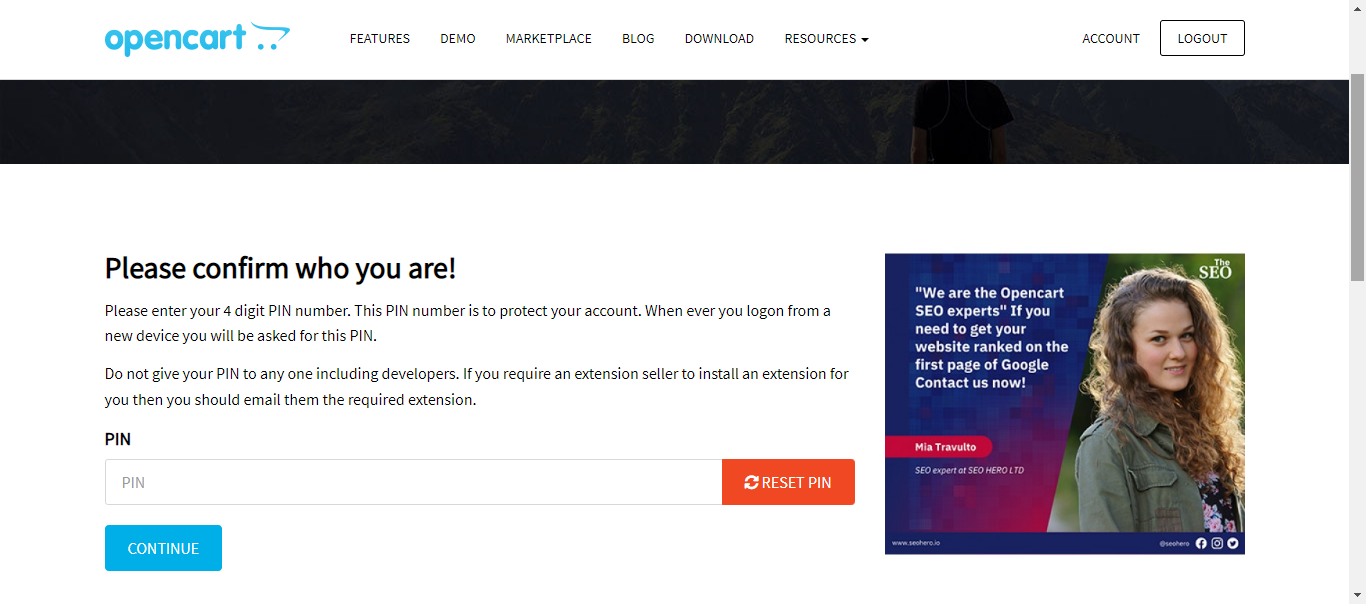 opencart
FEATURES
DEMO
MARKETPLACE
BLOG
DOWNLOAD
RESOURCES
ACCOUNT
LOGOUT
Please confirm who you are!
Please enter your 4 digit PIN number. This PIN number is to protect your account. When ever you logon from a
new device you will be asked for this PIN.
Do not give your PIN to any one including developers. If you require an extension seller to install an extension for
you then you should email them the required extension.
PIN
PIN
RESET PIN
CONTINUE
The
SEO
"We are the Opencart
SEO experts" If you
need to get your
website ranked on the
first page of Google
Contact us now!
Mia Travulto
SEO expert at SEO HERO LTD
www.seohero.io
@seohero